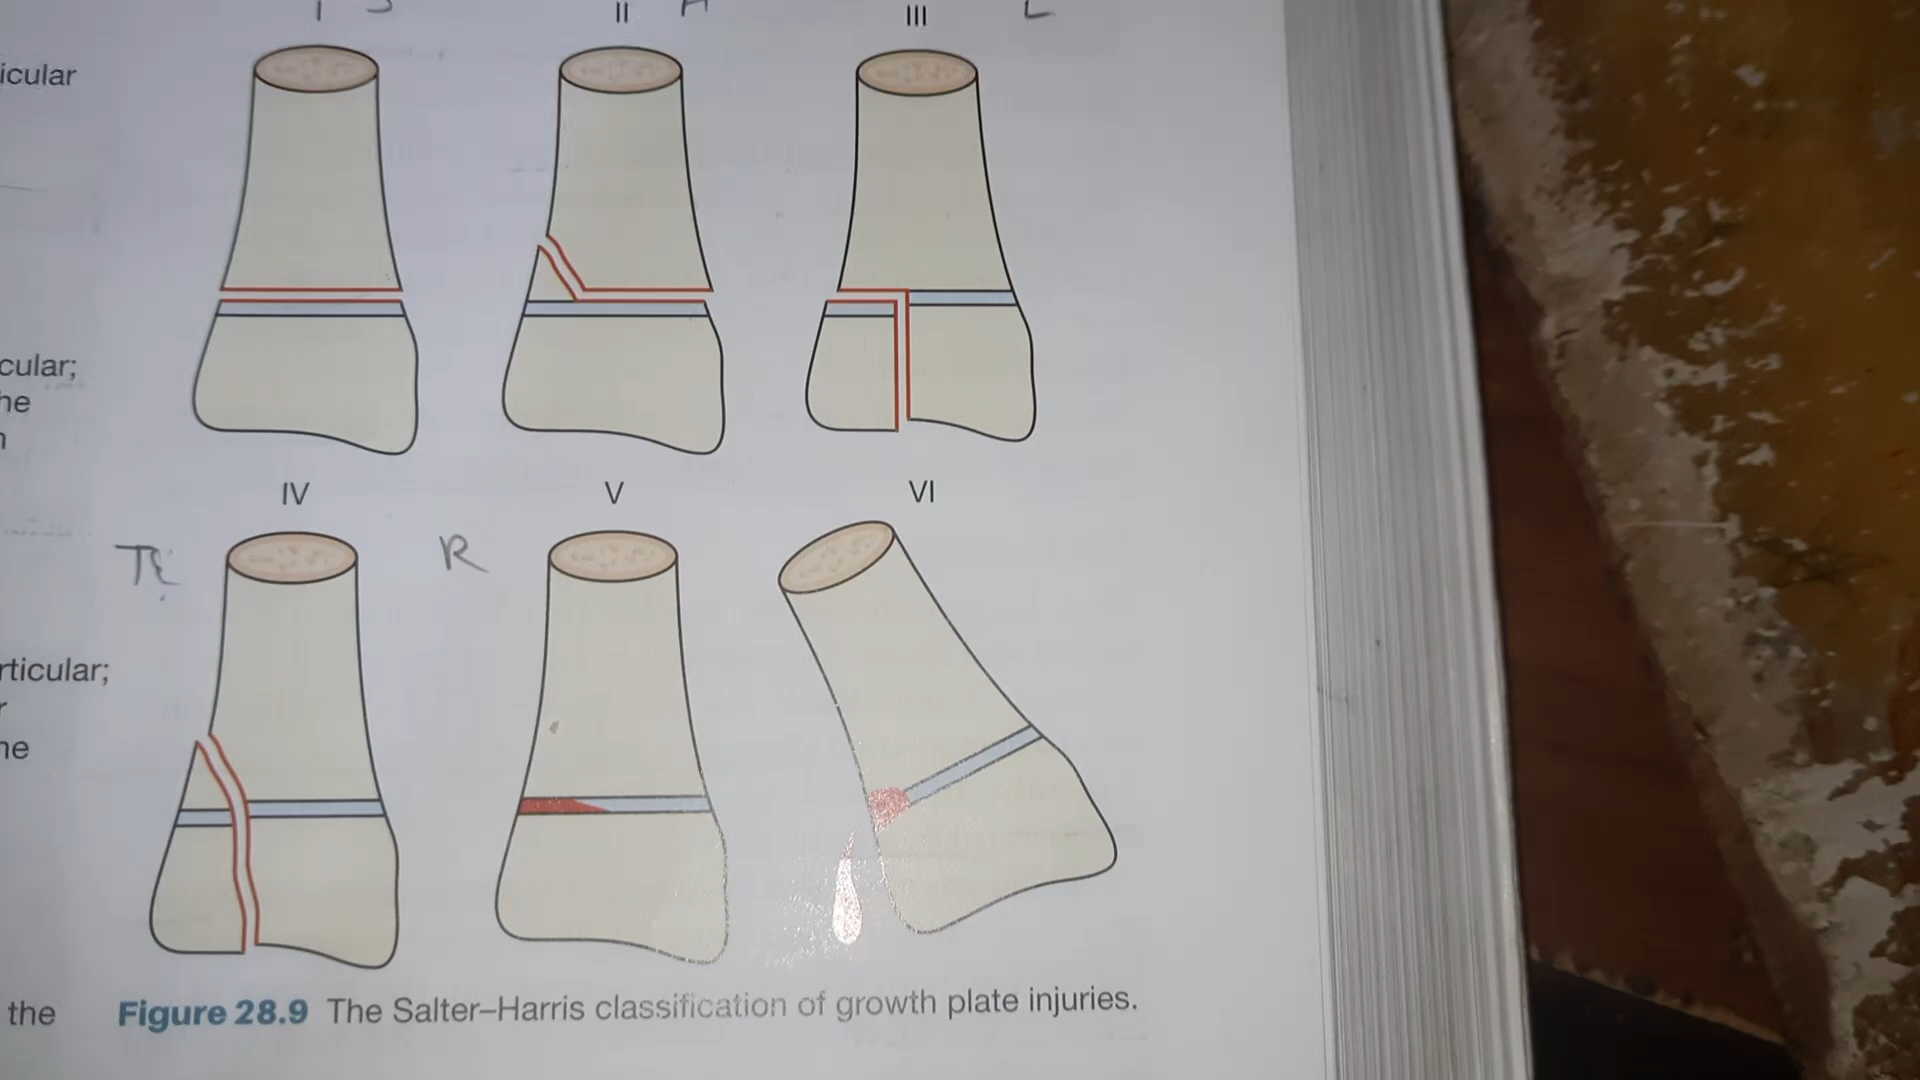 I S II A III L
icular
cular;
he
n
IV V VI
TE R
rticular;
r
he
the Figure 28.9 The Salter–Harris classification of growth plate injuries.